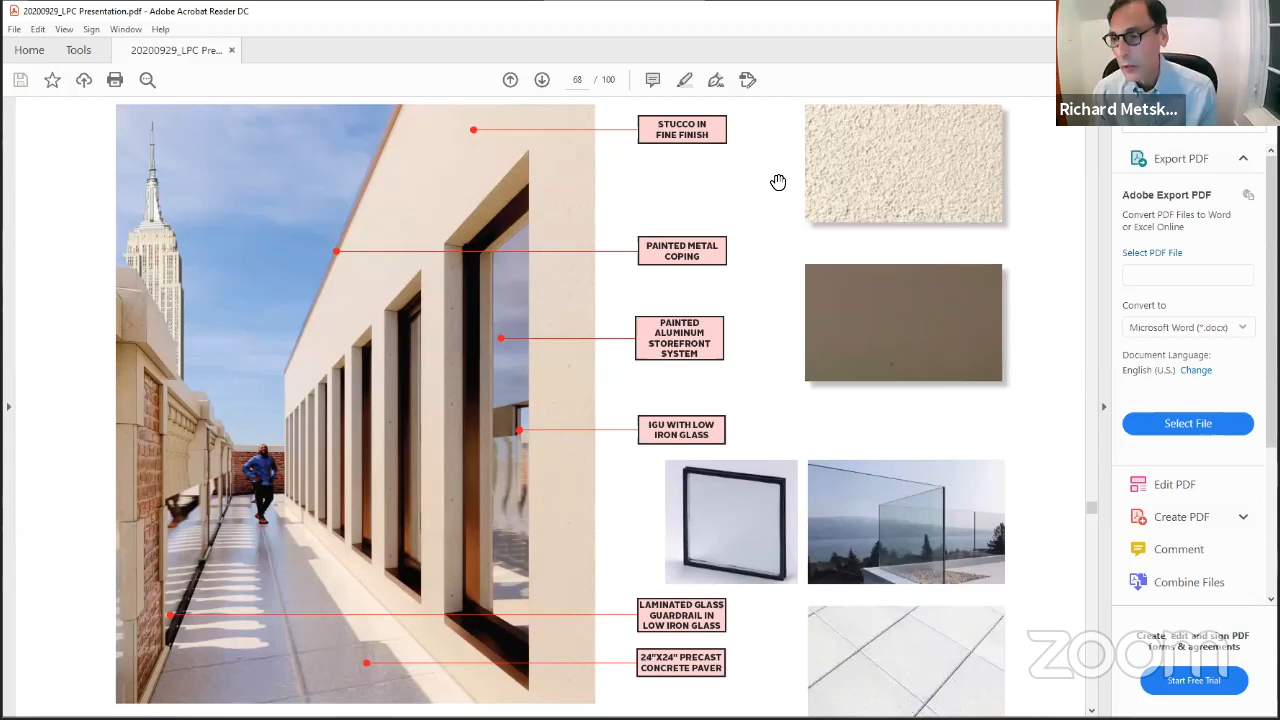 20200929_LPC Presentation.pdf - Adobe Acrobat Reader DC
File Edit View Sign Window Help
Home Tools 20200929_LPC Pre... ×
68 / 100
Richard Metsk...
STUCCO IN
FINE FINISH
PAINTED METAL
COPING
PAINTED
ALUMINUM
STOREFRONT
SYSTEM
IGU WITH LOW
IRON GLASS
LAMINATED GLASS
GUARDRAIL IN
LOW IRON GLASS
24"X24" PRECAST
CONCRETE PAVER
Export PDF
Adobe Export PDF
Convert PDF Files to Word
or Excel Online
Select PDF File
Convert to
Microsoft Word (*.docx)
Document Language:
English (U.S.) Change
Select File
Edit PDF
Create PDF
Comment
Combine Files
Create, edit and sign PDF
forms & agreements
Start Free Trial
zoom